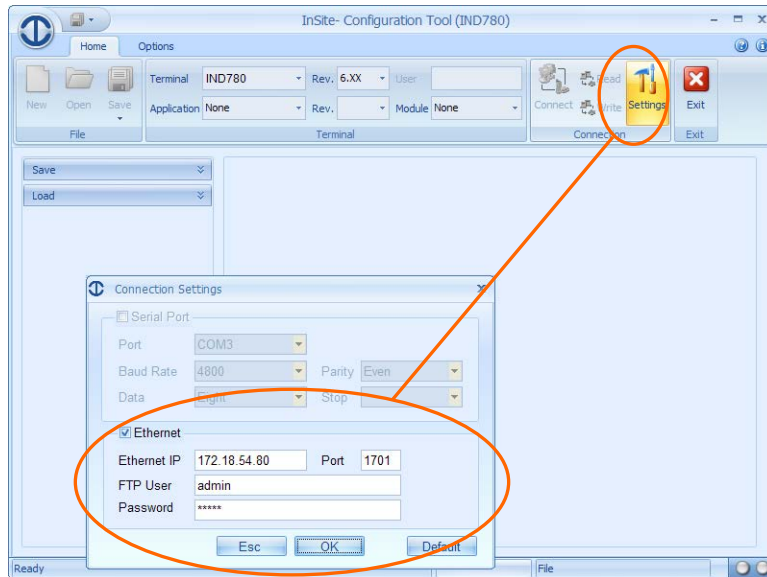 InSite- Configuration Tool (IND780)
Home Options
Terminal IND780 Rev. 6.XX User
New Open Save Application None Rev. Module None Connect Read Write Settings Exit
File Terminal Connection Exit
Save
Load
Connection Settings
Serial Port
Port COM3
Baud Rate 4800 Parity Even
Data Eight Stop
Ethernet
Ethernet IP 172.18.54.80 Port 1701
FTP User admin
Password *****
Esc OK Default
Ready File